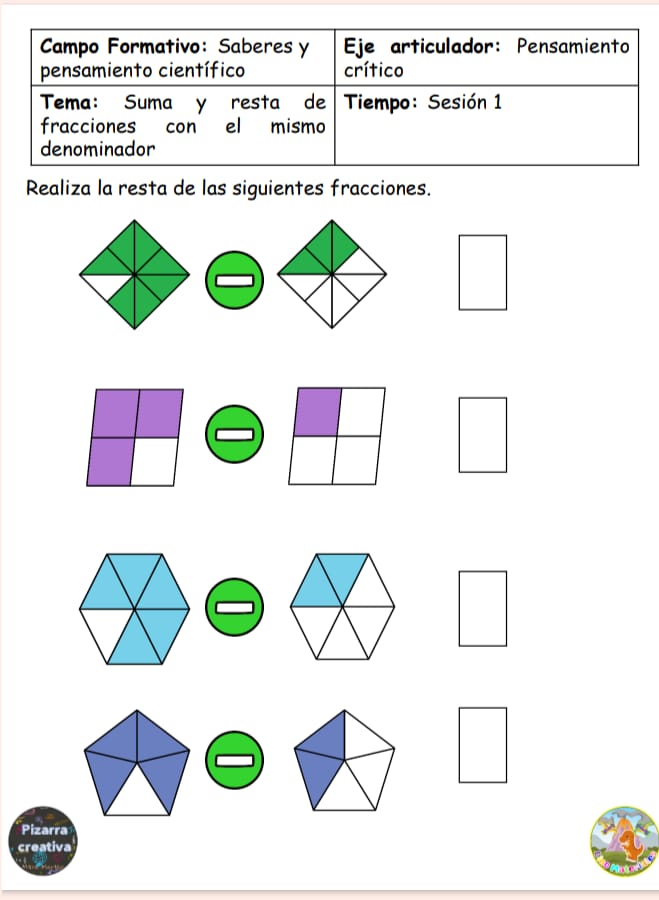 Campo Formativo: Saberes y
pensamiento científico
Eje articulador: Pensamiento
crítico
Tema: Suma y resta de
fracciones con el mismo
denominador
Tiempo: Sesión 1
Realiza la resta de las siguientes fracciones.
Pizarra
creativa